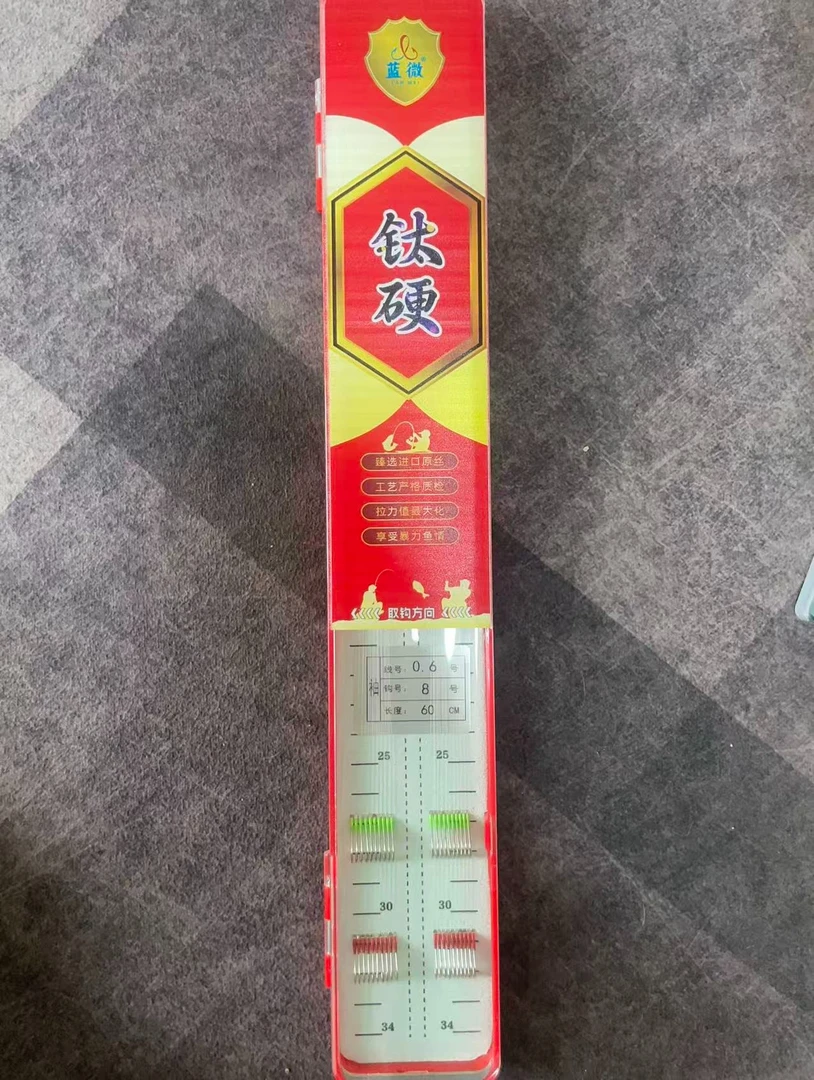 蓝微®
LAN WEI
钛
硬
臻选进口原丝
工艺严格质检
拉力值最大化
享受暴力鱼情
取钩方向
线号: 0.6 号
钩号: 8 号
长度: 60 CM
25 25
30 30
34 34